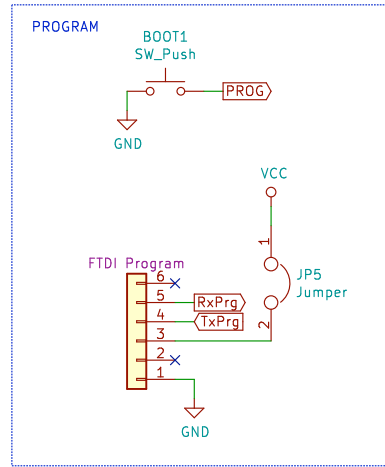 PROGRAM
BOOT1
SW_Push
PROG
GND
VCC
1
JP5
Jumper
2
FTDI Program
6
5
RxPrg
4
TxPrg
3
2
1
GND